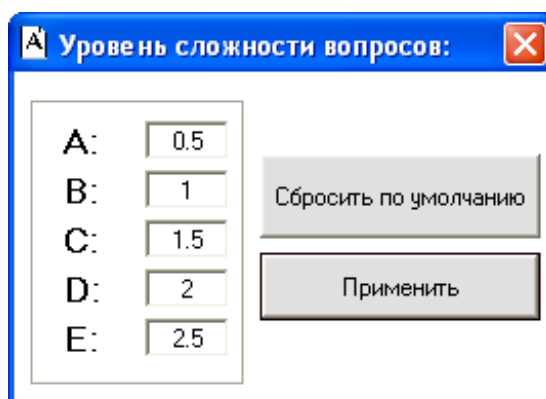 A Уровень сложности вопросов:
A: 0.5
B: 1
C: 1.5
D: 2
E: 2.5
Сбросить по умолчанию
Применить